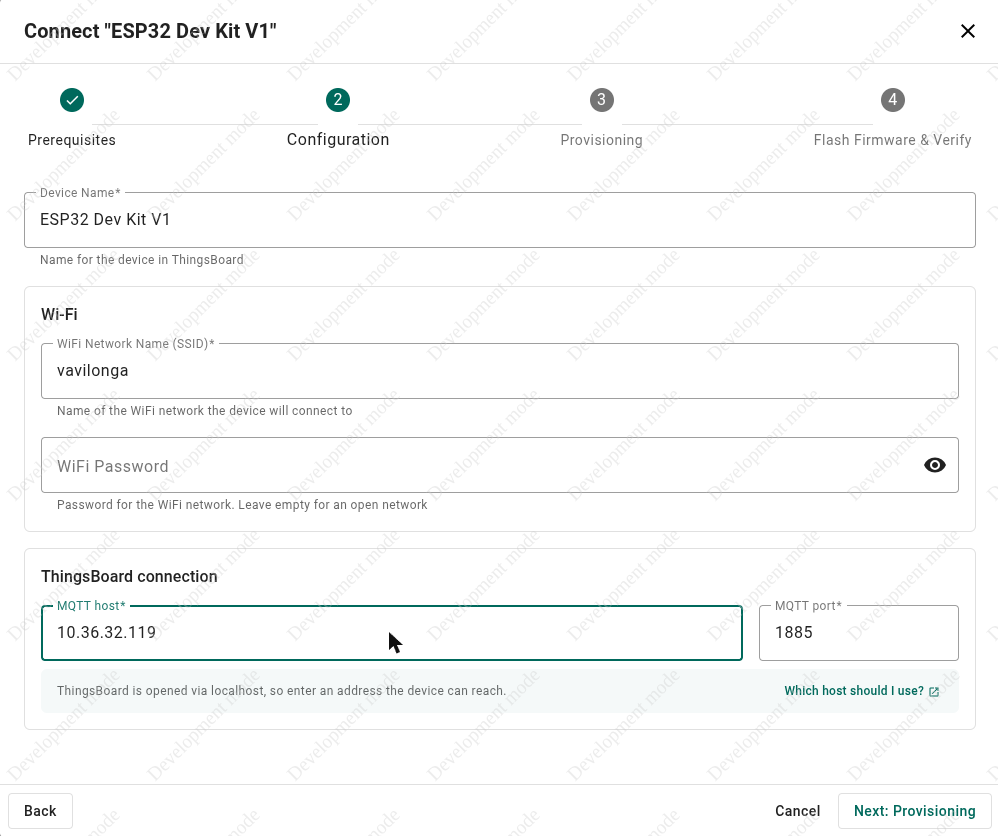 Connect "ESP32 Dev Kit V1"
2
3
4
Prerequisites
Configuration
Provisioning
Flash Firmware & Verify
Device Name*
ESP32 Dev Kit V1
Name for the device in ThingsBoard
Wi-Fi
WiFi Network Name (SSID)*
vavilonga
Name of the WiFi network the device will connect to
WiFi Password
Password for the WiFi network. Leave empty for an open network
ThingsBoard connection
MQTT host*
10.36.32.119
MQTT port*
1885
ThingsBoard is opened via localhost, so enter an address the device can reach.
Which host should I use?
Back
Cancel
Next: Provisioning
Development mode